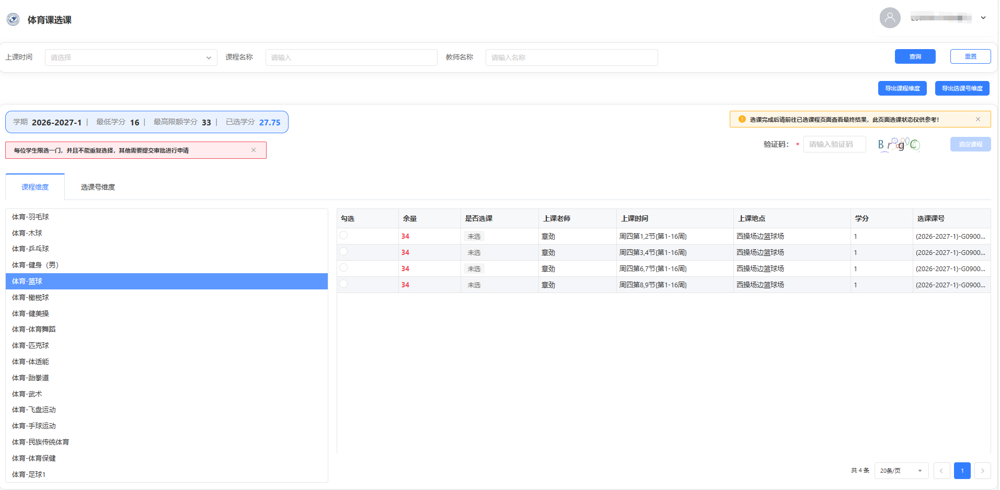 体育课选课
上课时间 请选择 课程名称 请输入 教师名称 请输入名称 查询 重置
导出课程维度 导出选课号维度
学期 2026-2027-1 | 最低学分 16 | 最高限额学分 33 | 已选学分 27.75
选课完成后请前往已选课程页面查看最终结果，此页面选课状态仅供参考！
每位学生限选一门，并且不能重复选择，其他需要提交审批进行申请
验证码： * 请输入验证码 BrgC 选定课程
课程维度 选课号维度
体育-羽毛球
体育-木球
体育-乒乓球
体育-健身（男）
体育-篮球
体育-橄榄球
体育-健美操
体育-体育舞蹈
体育-匹克球
体育-体适能
体育-跆拳道
体育-武术
体育-飞盘运动
体育-手球运动
体育-民族传统体育
体育-体育保健
体育-足球1
勾选 余量 是否选课 上课老师 上课时间 上课地点 学分 选课课号
34 未选 章劲 周四第1,2节{第1-16周} 西操场边篮球场 1 (2026-2027-1)-G0900...
34 未选 章劲 周四第3,4节{第1-16周} 西操场边篮球场 1 (2026-2027-1)-G0900...
34 未选 章劲 周四第6,7节{第1-16周} 西操场边篮球场 1 (2026-2027-1)-G0900...
34 未选 章劲 周四第8,9节{第1-16周} 西操场边篮球场 1 (2026-2027-1)-G0900...
共 4 条 20条/页 1